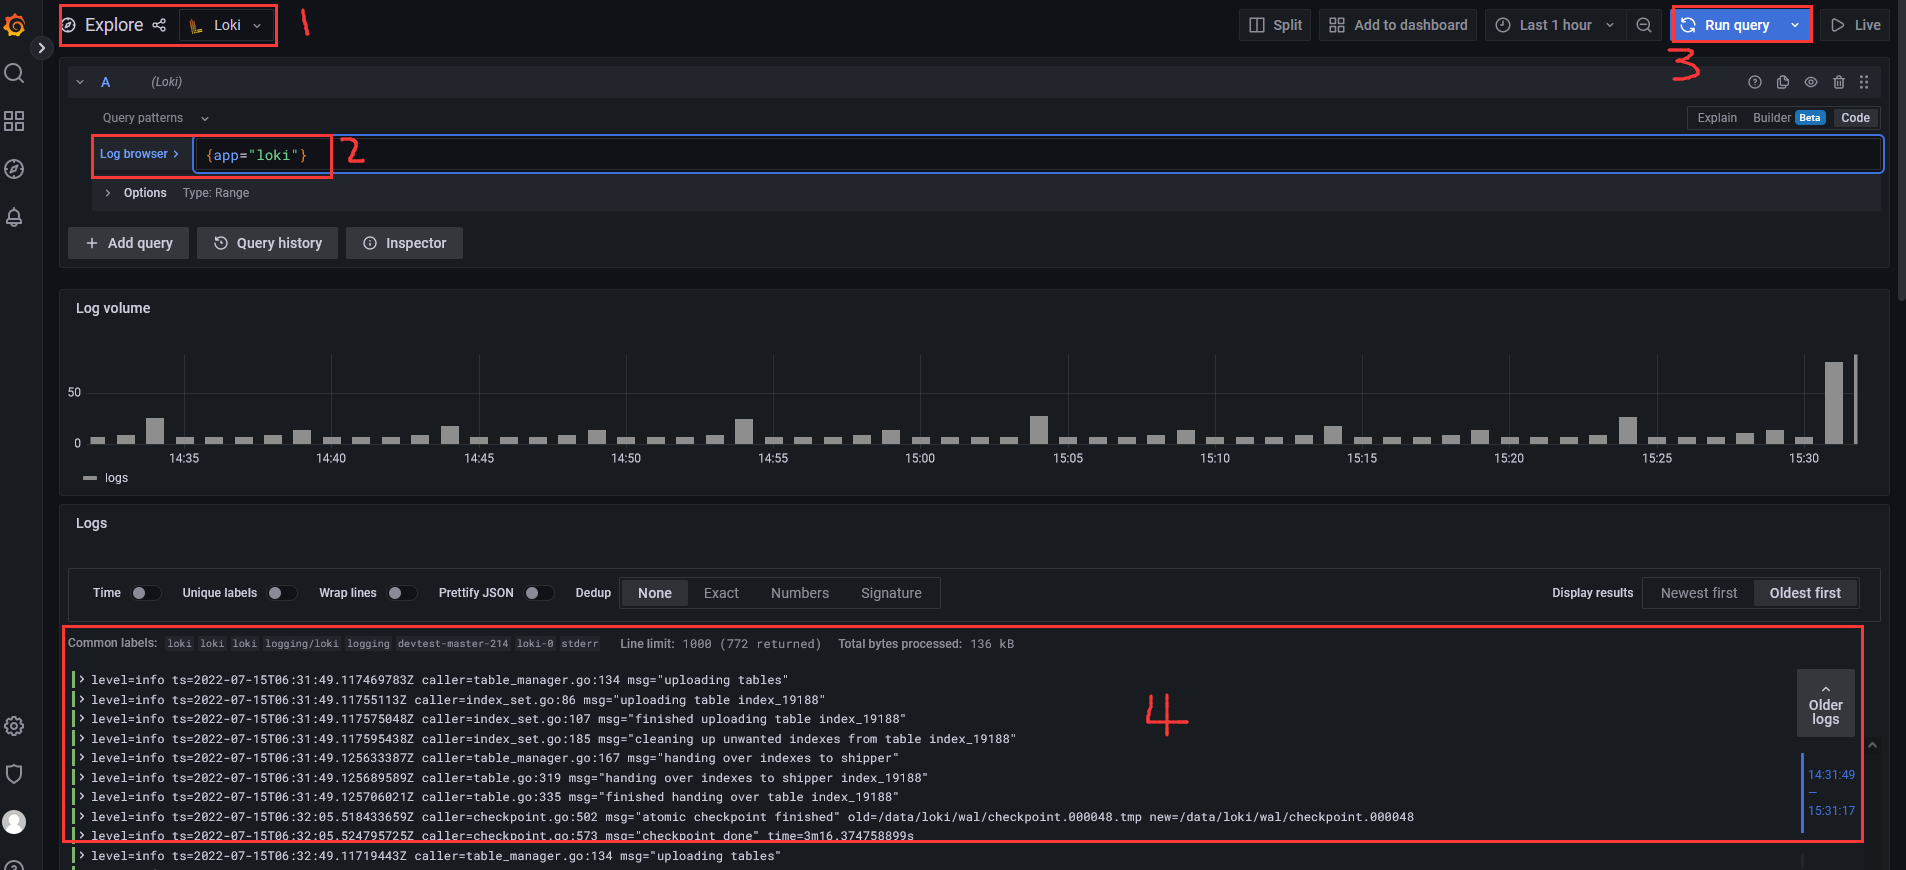 Explore Loki 1 Split Add to dashboard Last 1 hour Run query Live
3
A (Loki)
Query patterns Explain Builder Beta Code
Log browser > {app="loki"} 2
Options Type: Range
+ Add query Query history Inspector
Log volume
50
0
14:35 14:40 14:45 14:50 14:55 15:00 15:05 15:10 15:15 15:20 15:25 15:30
logs
Logs
Time Unique labels Wrap lines Prettify JSON Dedup None Exact Numbers Signature Display results Newest first Oldest first
Common labels: loki loki loki logging/loki logging devtest-master-214 loki-0 stderr Line limit: 1000 (772 returned) Total bytes processed: 136 kB
level=info ts=2022-07-15T06:31:49.117469783Z caller=table_manager.go:134 msg="uploading tables"
level=info ts=2022-07-15T06:31:49.11755113Z caller=index_set.go:86 msg="uploading table index_19188"
level=info ts=2022-07-15T06:31:49.117575048Z caller=index_set.go:107 msg="finished uploading table index_19188"
level=info ts=2022-07-15T06:31:49.117595438Z caller=index_set.go:185 msg="cleaning up unwanted indexes from table index_19188"
level=info ts=2022-07-15T06:31:49.125633387Z caller=table_manager.go:167 msg="handing over indexes to shipper"
level=info ts=2022-07-15T06:31:49.125689589Z caller=table.go:319 msg="handing over indexes to shipper index_19188"
level=info ts=2022-07-15T06:31:49.125706021Z caller=table.go:335 msg="finished handing over table index_19188"
level=info ts=2022-07-15T06:32:05.518433659Z caller=checkpoint.go:502 msg="atomic checkpoint finished" old=/data/loki/wal/checkpoint.000048.tmp new=/data/loki/wal/checkpoint.000048
level=info ts=2022-07-15T06:32:05.524795725Z caller=checkpoint.go:573 msg="checkpoint done" time=3m16.374758899s
level=info ts=2022-07-15T06:32:49.11719443Z caller=table_manager.go:134 msg="uploading tables"
4
Older
logs
14:31:49
—
15:31:17